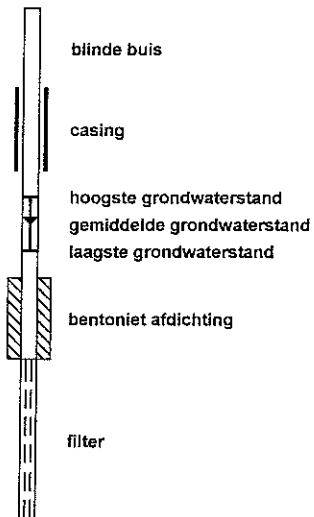 blinde buis
casing
hoogste grondwaterstand
gemiddelde grondwaterstand
laagste grondwaterstand
bentoniet afdichting
filter